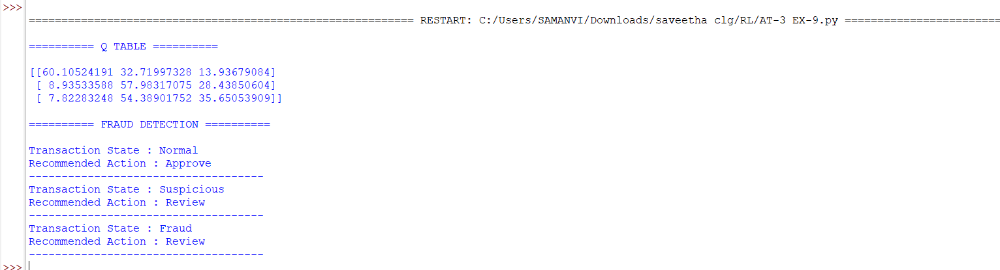 >>>
=========================================================== RESTART: C:/Users/SAMANVI/Downloads/saveetha clg/RL/AT-3 EX-9.py ========================
========== Q TABLE ==========
[[60.10524191 32.71997328 13.93679084]
 [ 8.93533588 57.98317075 28.43850604]
 [ 7.82283248 54.38901752 35.65053909]]
========== FRAUD DETECTION ==========
Transaction State : Normal
Recommended Action : Approve
------------------------------------
Transaction State : Suspicious
Recommended Action : Review
------------------------------------
Transaction State : Fraud
Recommended Action : Review
------------------------------------
>>>